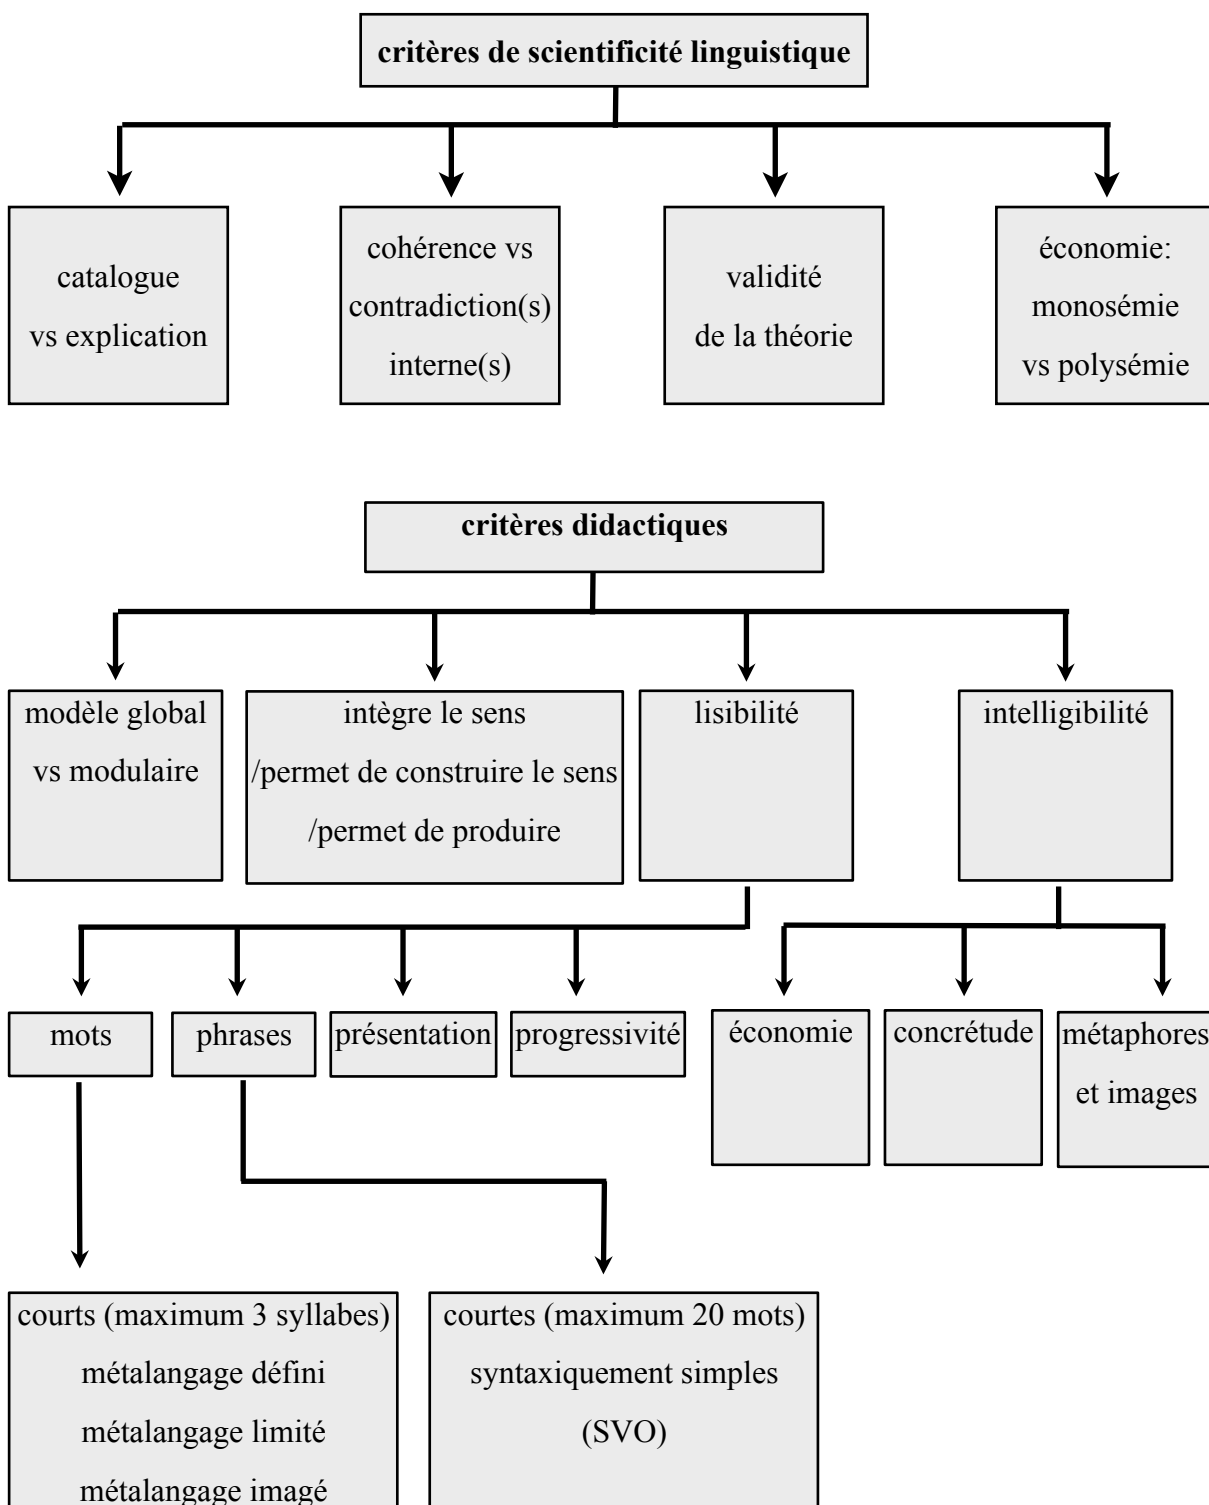 critères de scientificité linguistique
catalogue
vs explication
cohérence vs
contradiction(s)
interne(s)
validité
de la théorie
économie:
monosémie
vs polysémie
critères didactiques
modèle global
vs modulaire
intègre le sens
/permet de construire le sens
/permet de produire
lisibilité
intelligibilité
mots
phrases
présentation
progressivité
économie
concrétude
métaphores
et images
courts (maximum 3 syllabes)
métalangage défini
métalangage limité
métalangage imagé
courtes (maximum 20 mots)
syntaxiquement simples
(SVO)